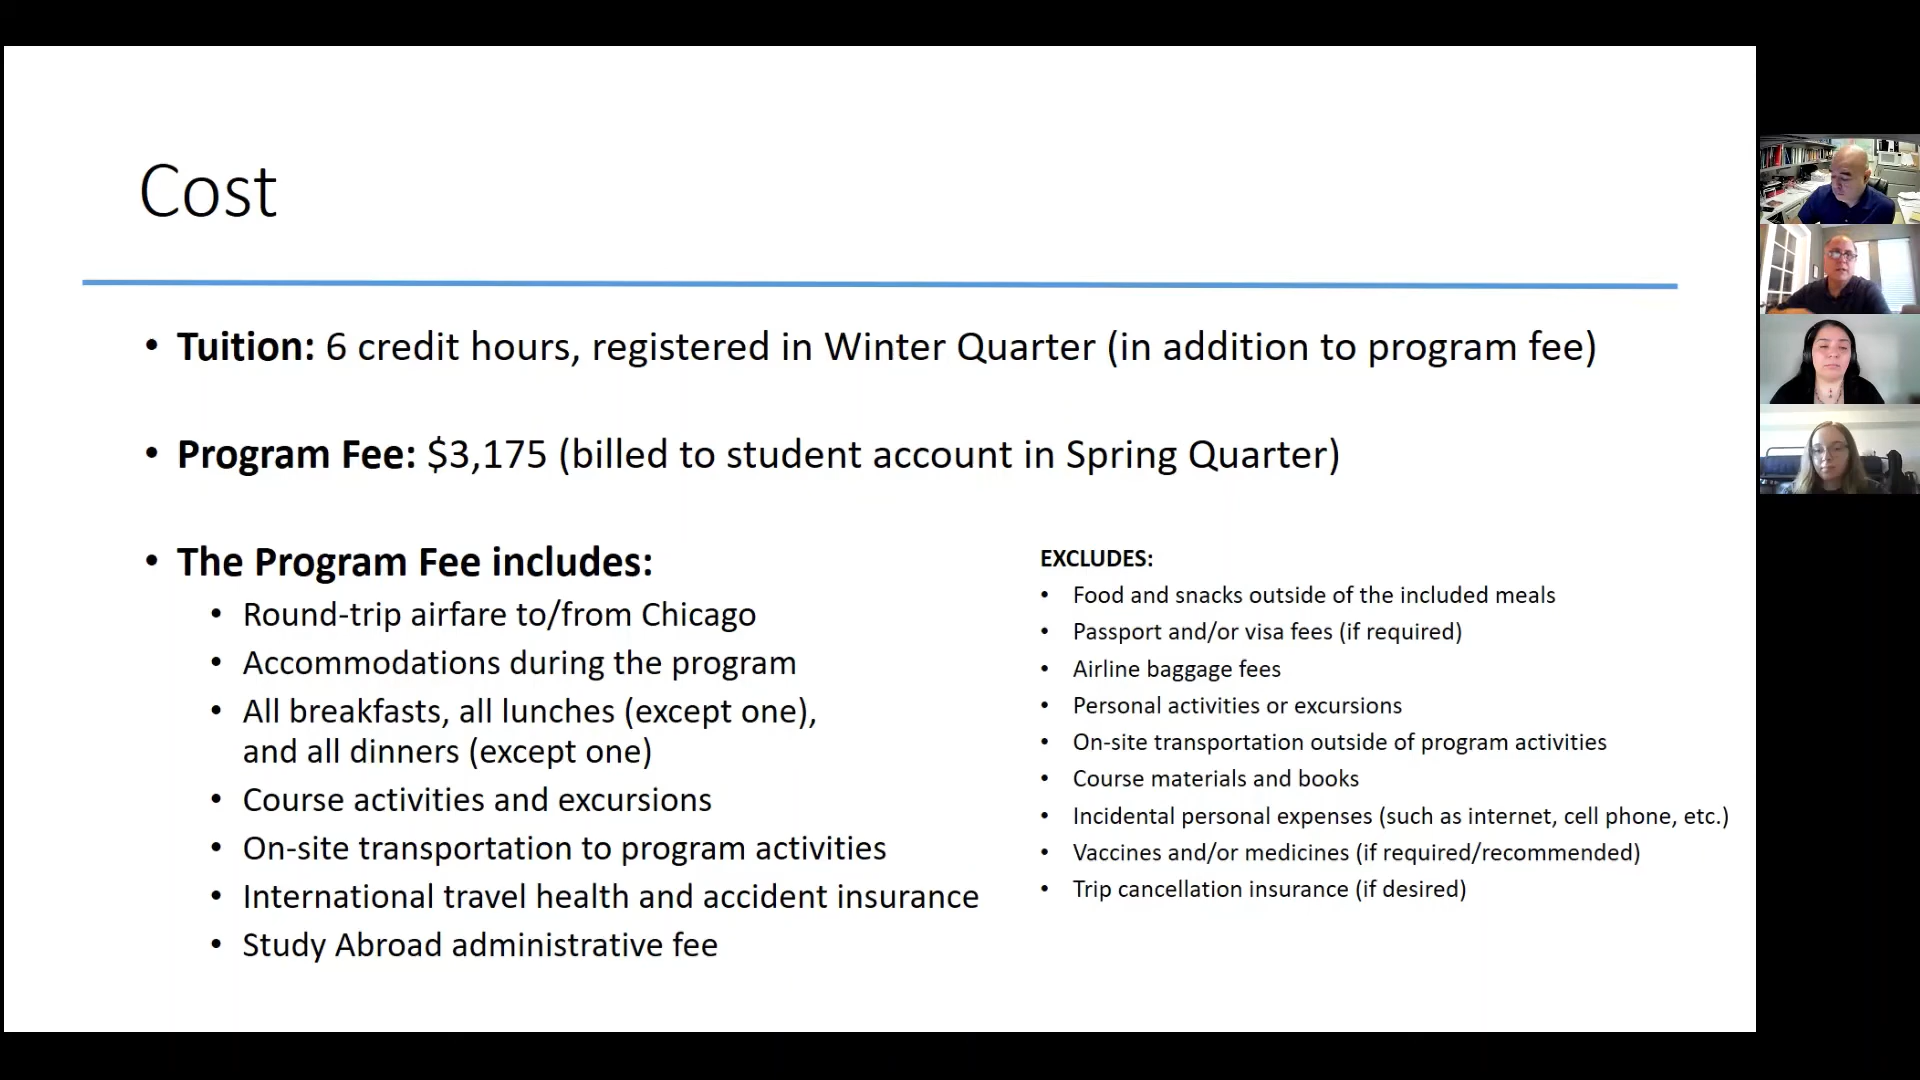 Cost
• Tuition: 6 credit hours, registered in Winter Quarter (in addition to program fee)
• Program Fee: $3,175 (billed to student account in Spring Quarter)
• The Program Fee includes:
• Round-trip airfare to/from Chicago
• Accommodations during the program
• All breakfasts, all lunches (except one),
and all dinners (except one)
• Course activities and excursions
• On-site transportation to program activities
• International travel health and accident insurance
• Study Abroad administrative fee
EXCLUDES:
• Food and snacks outside of the included meals
• Passport and/or visa fees (if required)
• Airline baggage fees
• Personal activities or excursions
• On-site transportation outside of program activities
• Course materials and books
• Incidental personal expenses (such as internet, cell phone, etc.)
• Vaccines and/or medicines (if required/recommended)
• Trip cancellation insurance (if desired)